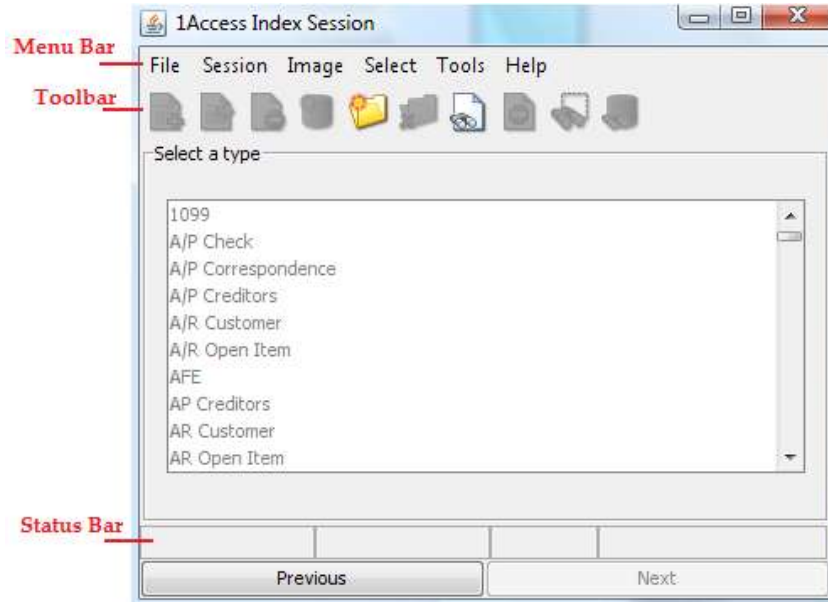 1Access Index Session
Menu Bar
File Session Image Select Tools Help
Toolbar
Select a type
1099
A/P Check
A/P Correspondence
A/P Creditors
A/R Customer
A/R Open Item
AFE
AP Creditors
AR Customer
AR Open Item
Status Bar
Previous
Next